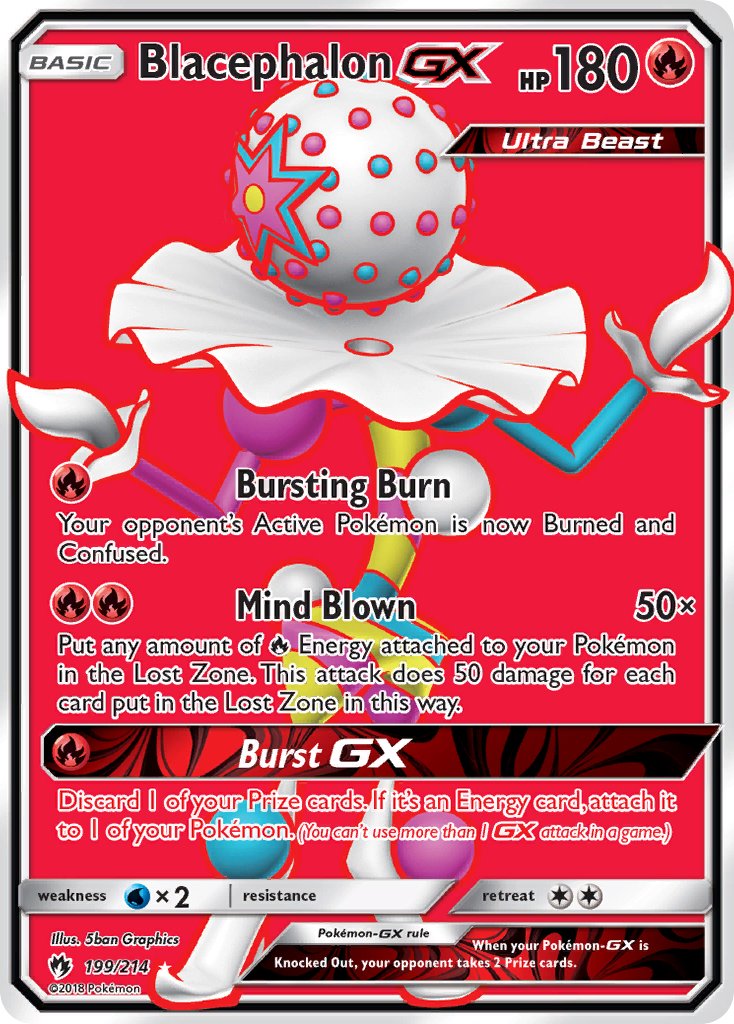 BASIC
Blacephalon GX HP 180
Ultra Beast
Bursting Burn
Your opponent's Active Pokémon is now Burned and
Confused.
Mind Blown 50×
Put any amount of Energy attached to your Pokémon
in the Lost Zone. This attack does 50 damage for each
card put in the Lost Zone in this way.
Burst GX
Discard 1 of your Prize cards. If it's an Energy card, attach it
to 1 of your Pokémon. (You can't use more than 1 GX attack in a game.)
weakness × 2 resistance retreat
Illus. 5ban Graphics
199/214
©2018 Pokémon
Pokémon-GX rule
When your Pokémon-GX is
Knocked Out, your opponent takes 2 Prize cards.